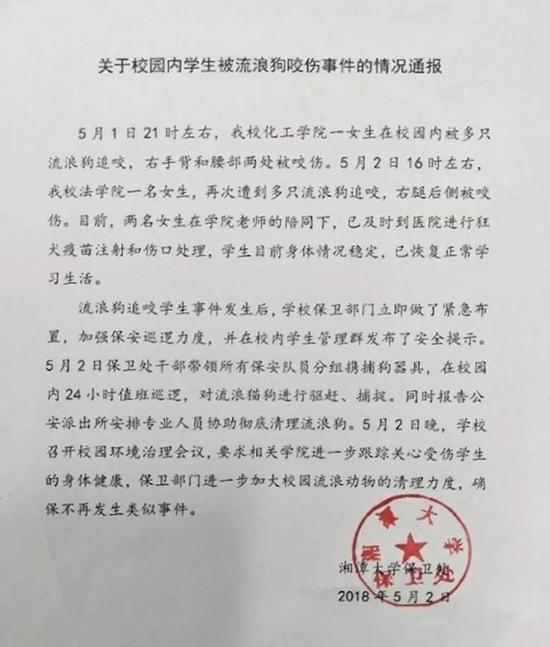 关于校园内学生被流浪狗咬伤事件的情况通报
5月1日21时左右，我校化工学院一女生在校园内被多只
流浪狗追咬，右手背和腰部两处被咬伤。5月2日16时左右，
我校法学院一名女生，再次遭到多只流浪狗追咬，右腿后侧被咬
伤。目前，两名女生在学院老师的陪同下，已及时到医院进行狂
犬疫苗注射和伤口处理，学生目前身体情况稳定，已恢复正常学
习生活。
流浪狗追咬学生事件发生后，学校保卫部门立即做了紧急布
置，加强保安巡逻力度，并在校内学生管理群发布了安全提示。
5月2日保卫处干部带领所有保安队员分组携捕狗器具，在校园
内24小时值班巡逻，对流浪猫狗进行驱赶、捕捉。同时报告公
安派出所安排专业人员协助彻底清理流浪狗。5月2日晚，学校
召开校园环境治理会议，要求相关学院进一步跟踪关心受伤学生
的身体健康，保卫部门进一步加大校园流浪动物的清理力度，确
保不再发生类似事件。
湘潭大学
保卫处
湘潭大学保卫处
2018年5月2日